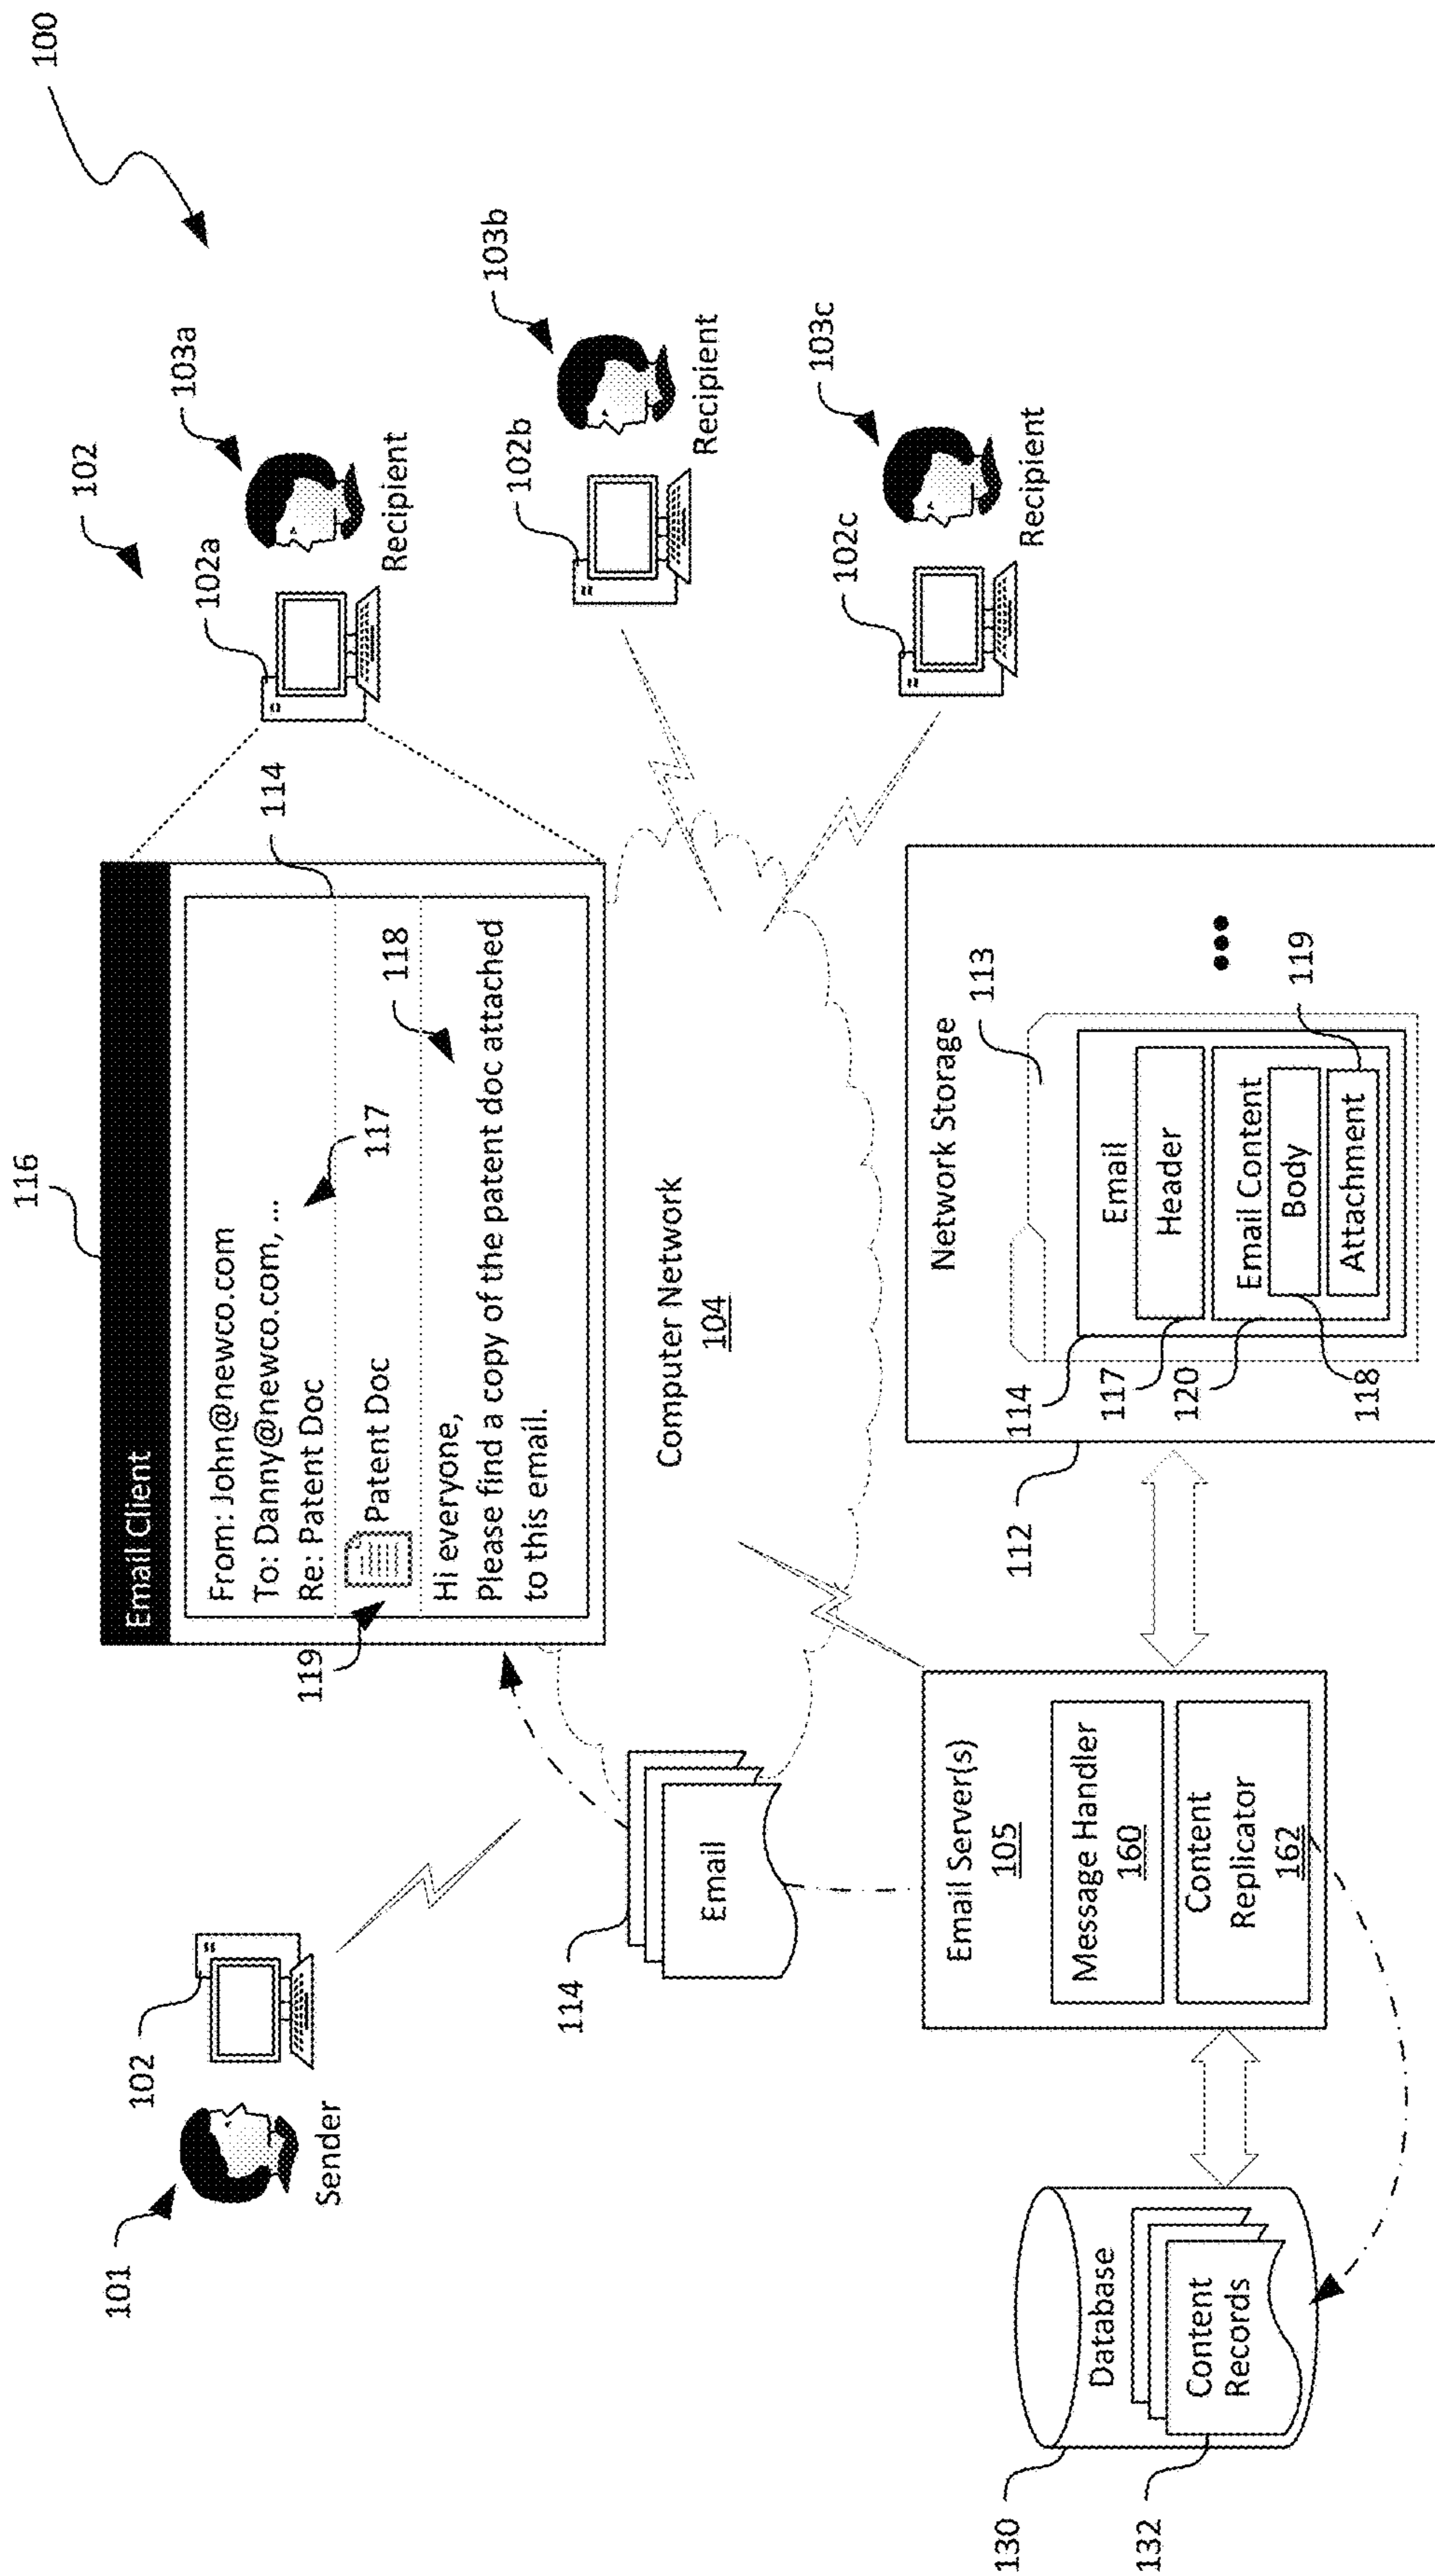 100
116
Email Client
From: John@newco.com
To: Danny@newco.com, ...
Re: Patent Doc
117
114
119
Patent Doc
Hi everyone,
118
Please find a copy of the patent doc attached
to this email.
101
Sender
102
102
102a
103a
Recipient
102b
103b
Recipient
102c
103c
Recipient
114
Email
Computer Network
104
Email Server(s)
105
Message Handler
160
Content
Replicator
162
Database
Content
Records
130
132
Network Storage
113
Email
Header
Email Content
Body
Attachment
119
112
114
117
120
118